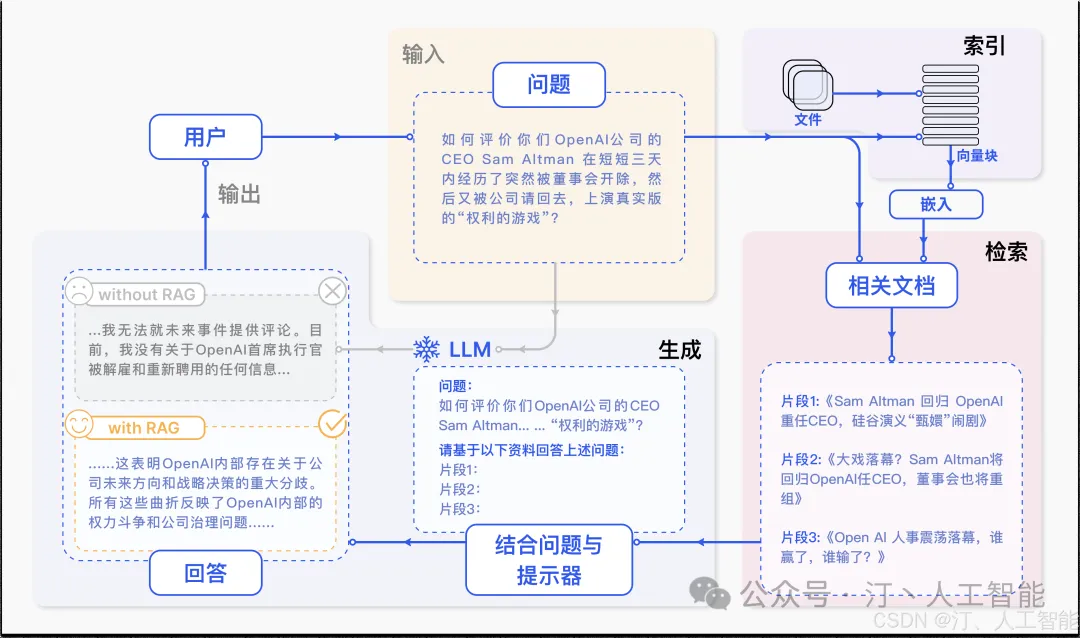 输入
问题
如何评价你们OpenAI公司的
CEO Sam Altman 在短短三天
内经历了突然被董事会开除，然
后又被公司请回去，上演真实版
的“权利的游戏”？
索引
文件
向量块
嵌入
用户
输出
检索
相关文档
片段1:《Sam Altman 回归 OpenAI
重任CEO，硅谷演义“甄嬛”闹剧》
片段2:《大戏落幕？Sam Altman将
回归OpenAI任CEO，董事会也将重
组》
片段3:《Open AI 人事震荡落幕，谁
赢了，谁输了？》
生成
LLM
问题：
如何评价你们OpenAI公司的CEO
Sam Altman... ... “权利的游戏”？
请基于以下资料回答上述问题：
片段1：
片段2：
片段3：
结合问题与
提示器
without RAG
...我无法就未来事件提供评论。目
前，我没有关于OpenAI首席执行官
被解雇和重新聘用的任何信息...
with RAG
......这表明OpenAI内部存在关于公
司未来方向和战略决策的重大分歧。
所有这些曲折反映了OpenAI内部的
权力斗争和公司治理问题......
回答
公众号·汀、人工智能
CSDN @汀、人工智能